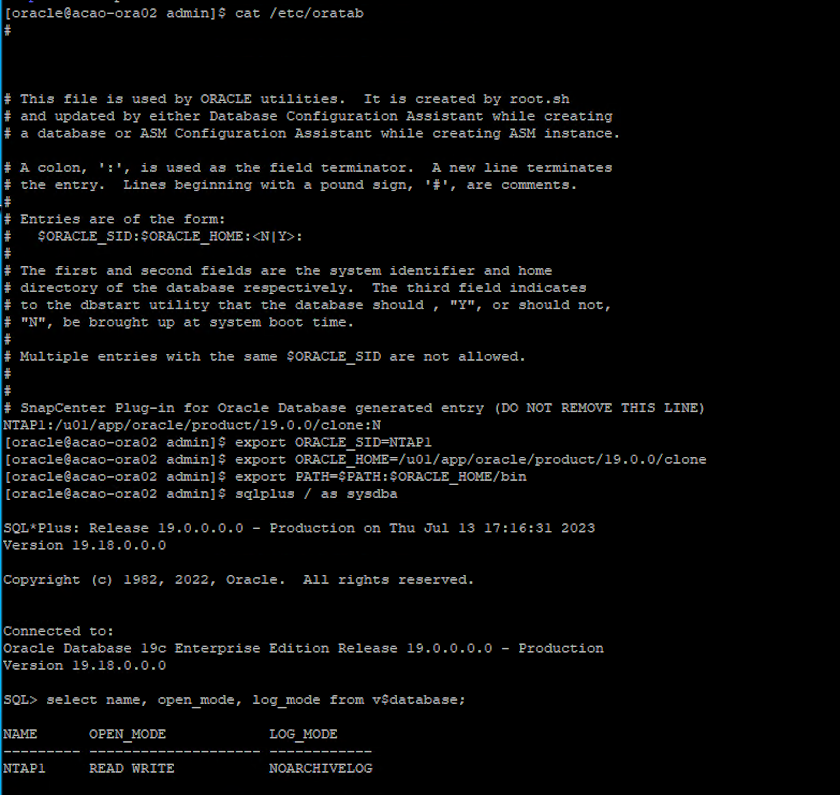 [oracle@acao-ora02 admin]$ cat /etc/oratab
#
# This file is used by ORACLE utilities.  It is created by root.sh
# and updated by either Database Configuration Assistant while creating
# a database or ASM Configuration Assistant while creating ASM instance.
# A colon, ':', is used as the field terminator.  A new line terminates
# the entry.  Lines beginning with a pound sign, '#', are comments.
#
# Entries are of the form:
#   $ORACLE_SID:$ORACLE_HOME:<N|Y>:
#
# The first and second fields are the system identifier and home
# directory of the database respectively.  The third field indicates
# to the dbstart utility that the database should , "Y", or should not,
# "N", be brought up at system boot time.
#
# Multiple entries with the same $ORACLE_SID are not allowed.
#
#
# SnapCenter Plug-in for Oracle Database generated entry (DO NOT REMOVE THIS LINE)
NTAP1:/u01/app/oracle/product/19.0.0/clone:N
[oracle@acao-ora02 admin]$ export ORACLE_SID=NTAP1
[oracle@acao-ora02 admin]$ export ORACLE_HOME=/u01/app/oracle/product/19.0.0/clone
[oracle@acao-ora02 admin]$ export PATH=$PATH:$ORACLE_HOME/bin
[oracle@acao-ora02 admin]$ sqlplus / as sysdba
SQL*Plus: Release 19.0.0.0.0 - Production on Thu Jul 13 17:16:31 2023
Version 19.18.0.0.0
Copyright (c) 1982, 2022, Oracle.  All rights reserved.
Connected to:
Oracle Database 19c Enterprise Edition Release 19.0.0.0.0 - Production
Version 19.18.0.0.0
SQL> select name, open_mode, log_mode from v$database;
NAME      OPEN_MODE            LOG_MODE
--------- -------------------- ------------
NTAP1     READ WRITE           NOARCHIVELOG